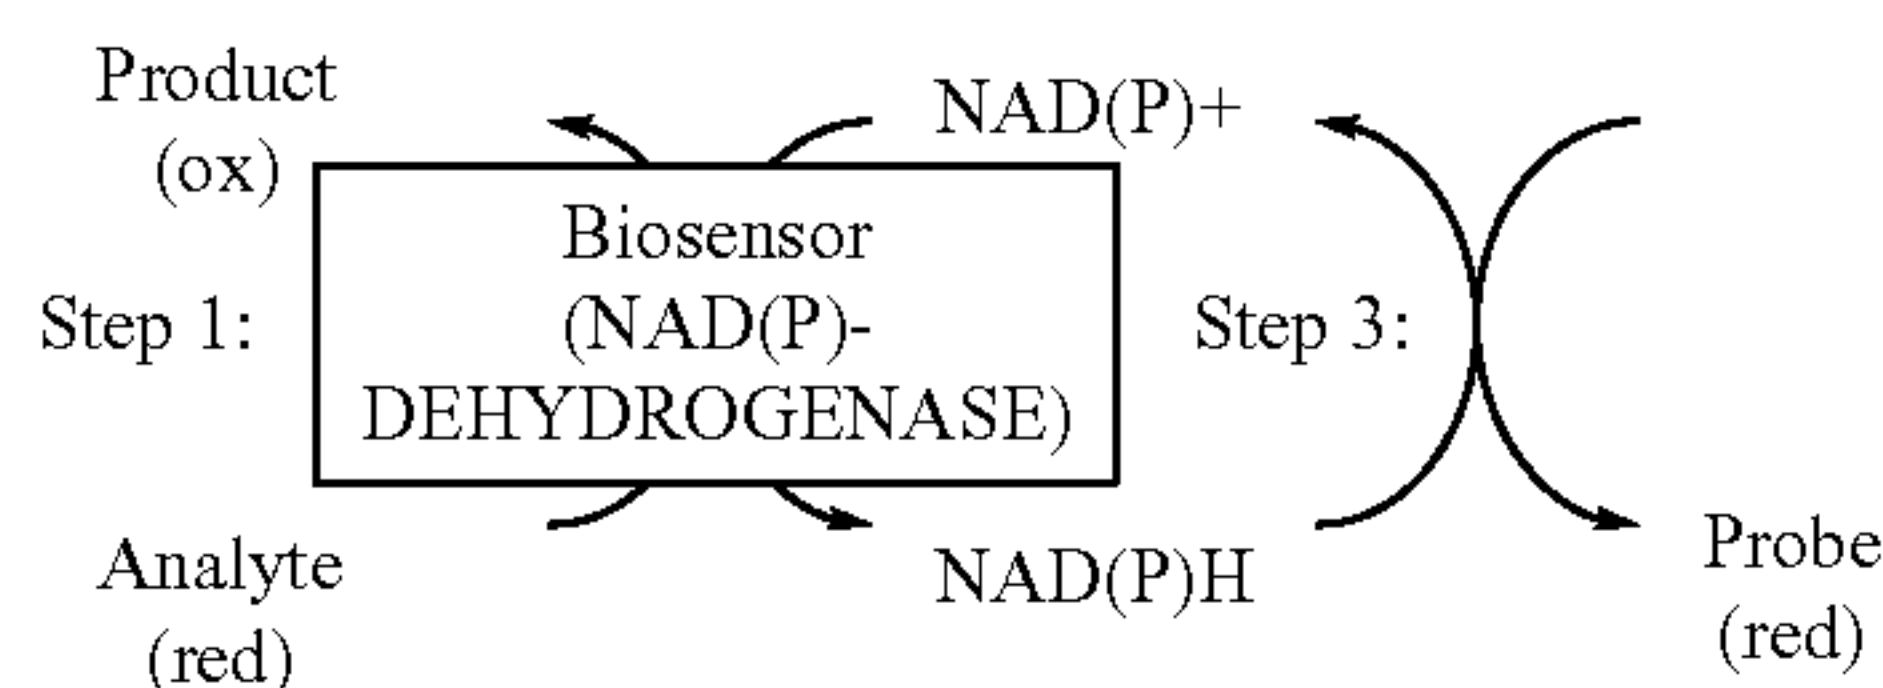 Product
(ox)
NAD(P)+
Step 1:
Biosensor
(NAD(P)-
DEHYDROGENASE)
Step 3:
Analyte
(red)
NAD(P)H
Probe
(red)